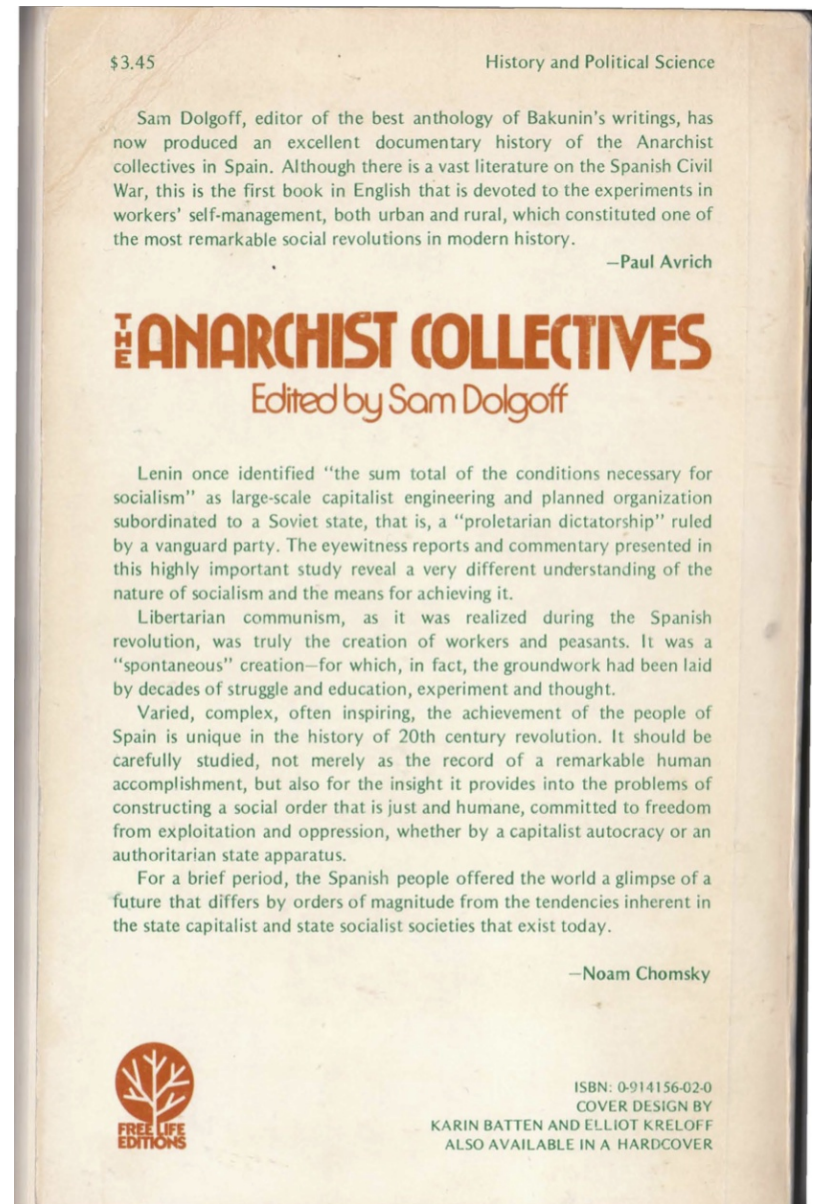 $3.45
History and Political Science
Sam Dolgoff, editor of the best anthology of Bakunin's writings, has
now produced an excellent documentary history of the Anarchist
collectives in Spain. Although there is a vast literature on the Spanish Civil
War, this is the first book in English that is devoted to the experiments in
workers' self-management, both urban and rural, which constituted one of
the most remarkable social revolutions in modern history.
—Paul Avrich
THE ANARCHIST COLLECTIVES
Edited by Sam Dolgoff
Lenin once identified "the sum total of the conditions necessary for
socialism" as large-scale capitalist engineering and planned organization
subordinated to a Soviet state, that is, a "proletarian dictatorship" ruled
by a vanguard party. The eyewitness reports and commentary presented in
this highly important study reveal a very different understanding of the
nature of socialism and the means for achieving it.
Libertarian communism, as it was realized during the Spanish
revolution, was truly the creation of workers and peasants. It was a
"spontaneous" creation—for which, in fact, the groundwork had been laid
by decades of struggle and education, experiment and thought.
Varied, complex, often inspiring, the achievement of the people of
Spain is unique in the history of 20th century revolution. It should be
carefully studied, not merely as the record of a remarkable human
accomplishment, but also for the insight it provides into the problems of
constructing a social order that is just and humane, committed to freedom
from exploitation and oppression, whether by a capitalist autocracy or an
authoritarian state apparatus.
For a brief period, the Spanish people offered the world a glimpse of a
future that differs by orders of magnitude from the tendencies inherent in
the state capitalist and state socialist societies that exist today.
—Noam Chomsky
FREE LIFE
EDITIONS
ISBN: 0-914156-02-0
COVER DESIGN BY
KARIN BATTEN AND ELLIOT KRELOFF
ALSO AVAILABLE IN A HARDCOVER